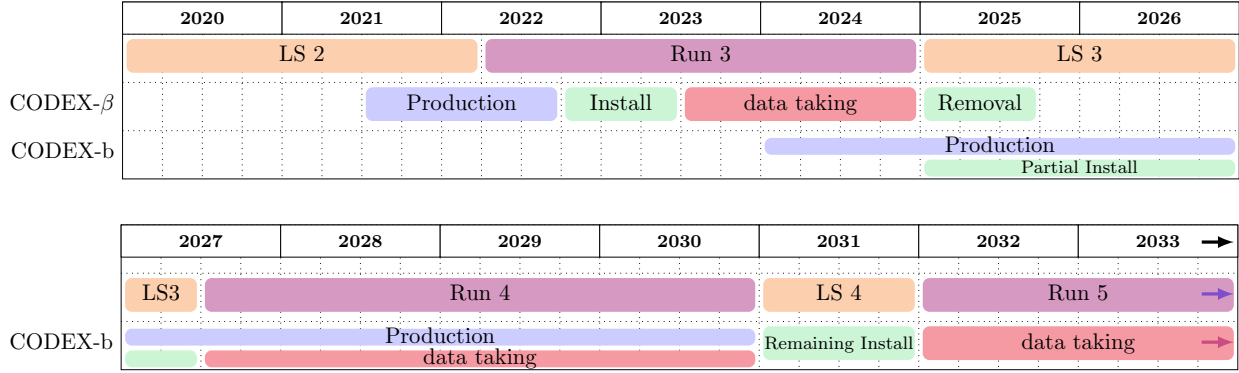 2020 2021 2022 2023 2024 2025 2026
LS 2 Run 3 LS 3
CODEX-β Production Install data taking Removal
CODEX-b Production
Partial Install
2027 2028 2029 2030 2031 2032 2033
LS3 Run 4 LS 4 Run 5
CODEX-b Production Remaining Install data taking
data taking